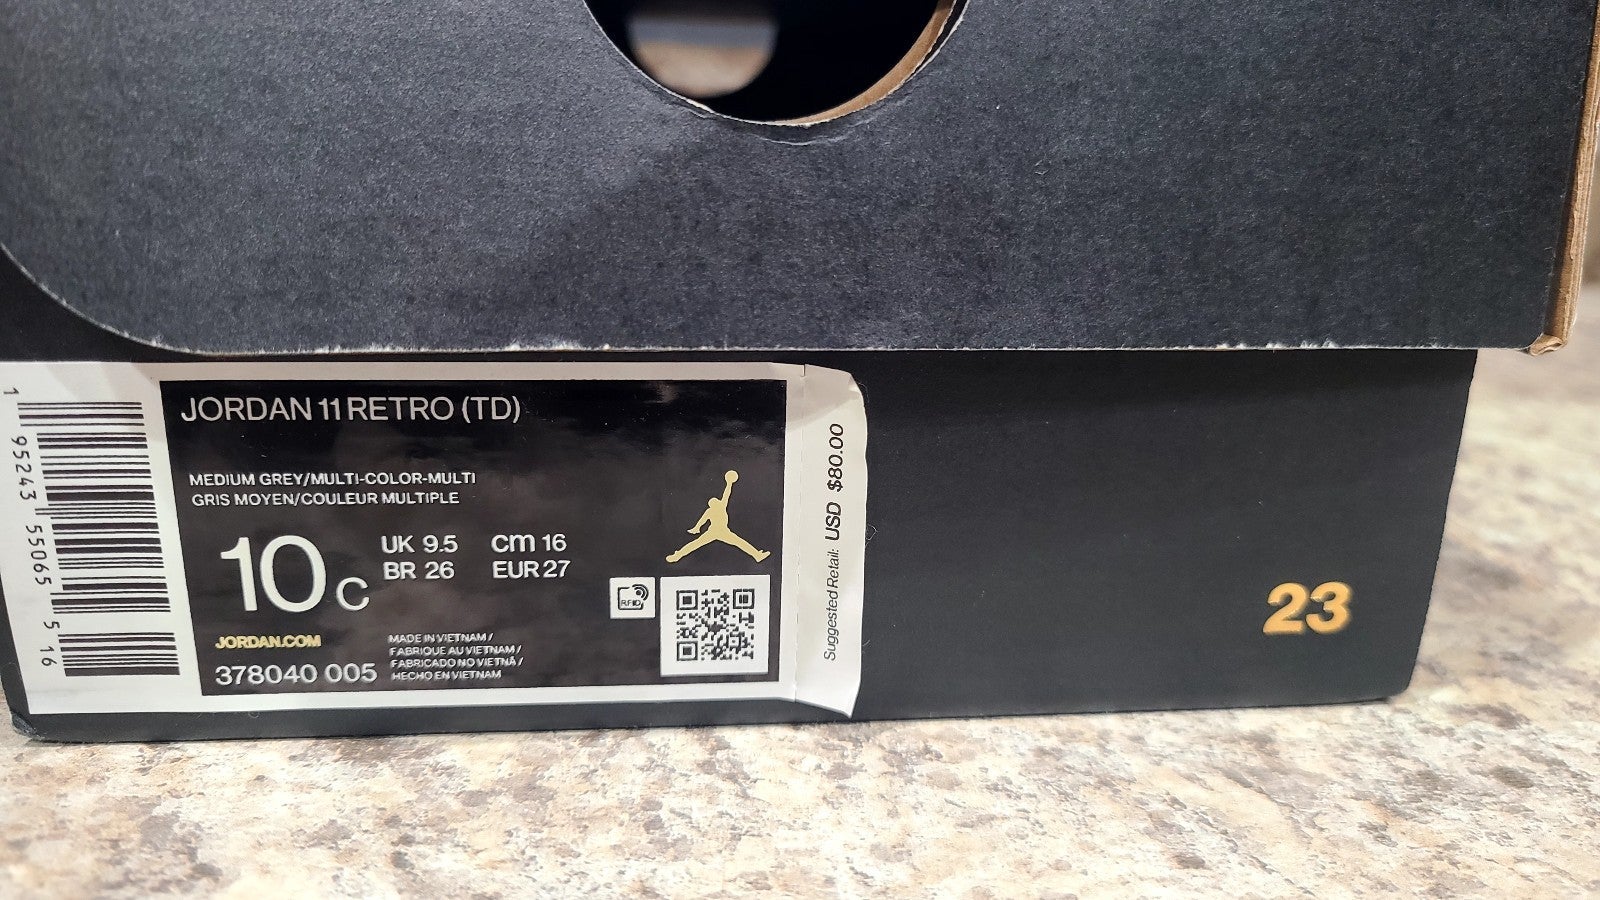 JORDAN 11 RETRO (TD)
MEDIUM GREY/MULTI-COLOR-MULTI
GRIS MOYEN/COULEUR MULTIPLE
10C
UK 9.5 cm 16
BR 26 EUR 27
RFID
JORDAN.COM
378040 005
MADE IN VIETNAM /
FABRIQUE AU VIETNAM /
FABRICADO NO VIETNÃ /
HECHO EN VIETNAM
1 95243 55065 5 16
Suggested Retail: USD $80.00
23